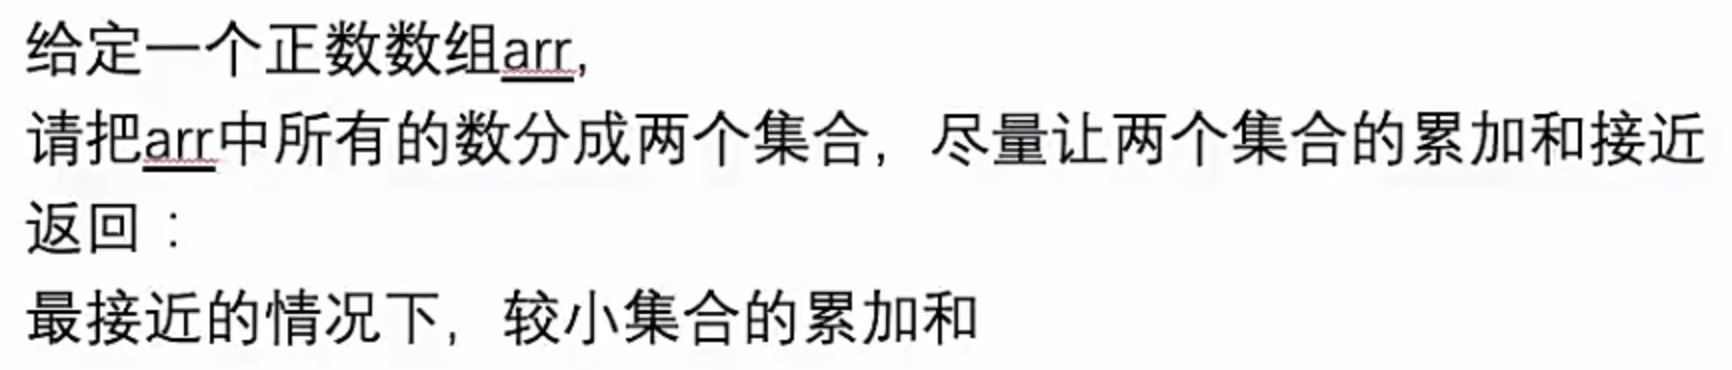 给定一个正数数组arr,
请把arr中所有的数分成两个集合，尽量让两个集合的累加和接近
返回：
最接近的情况下，较小集合的累加和